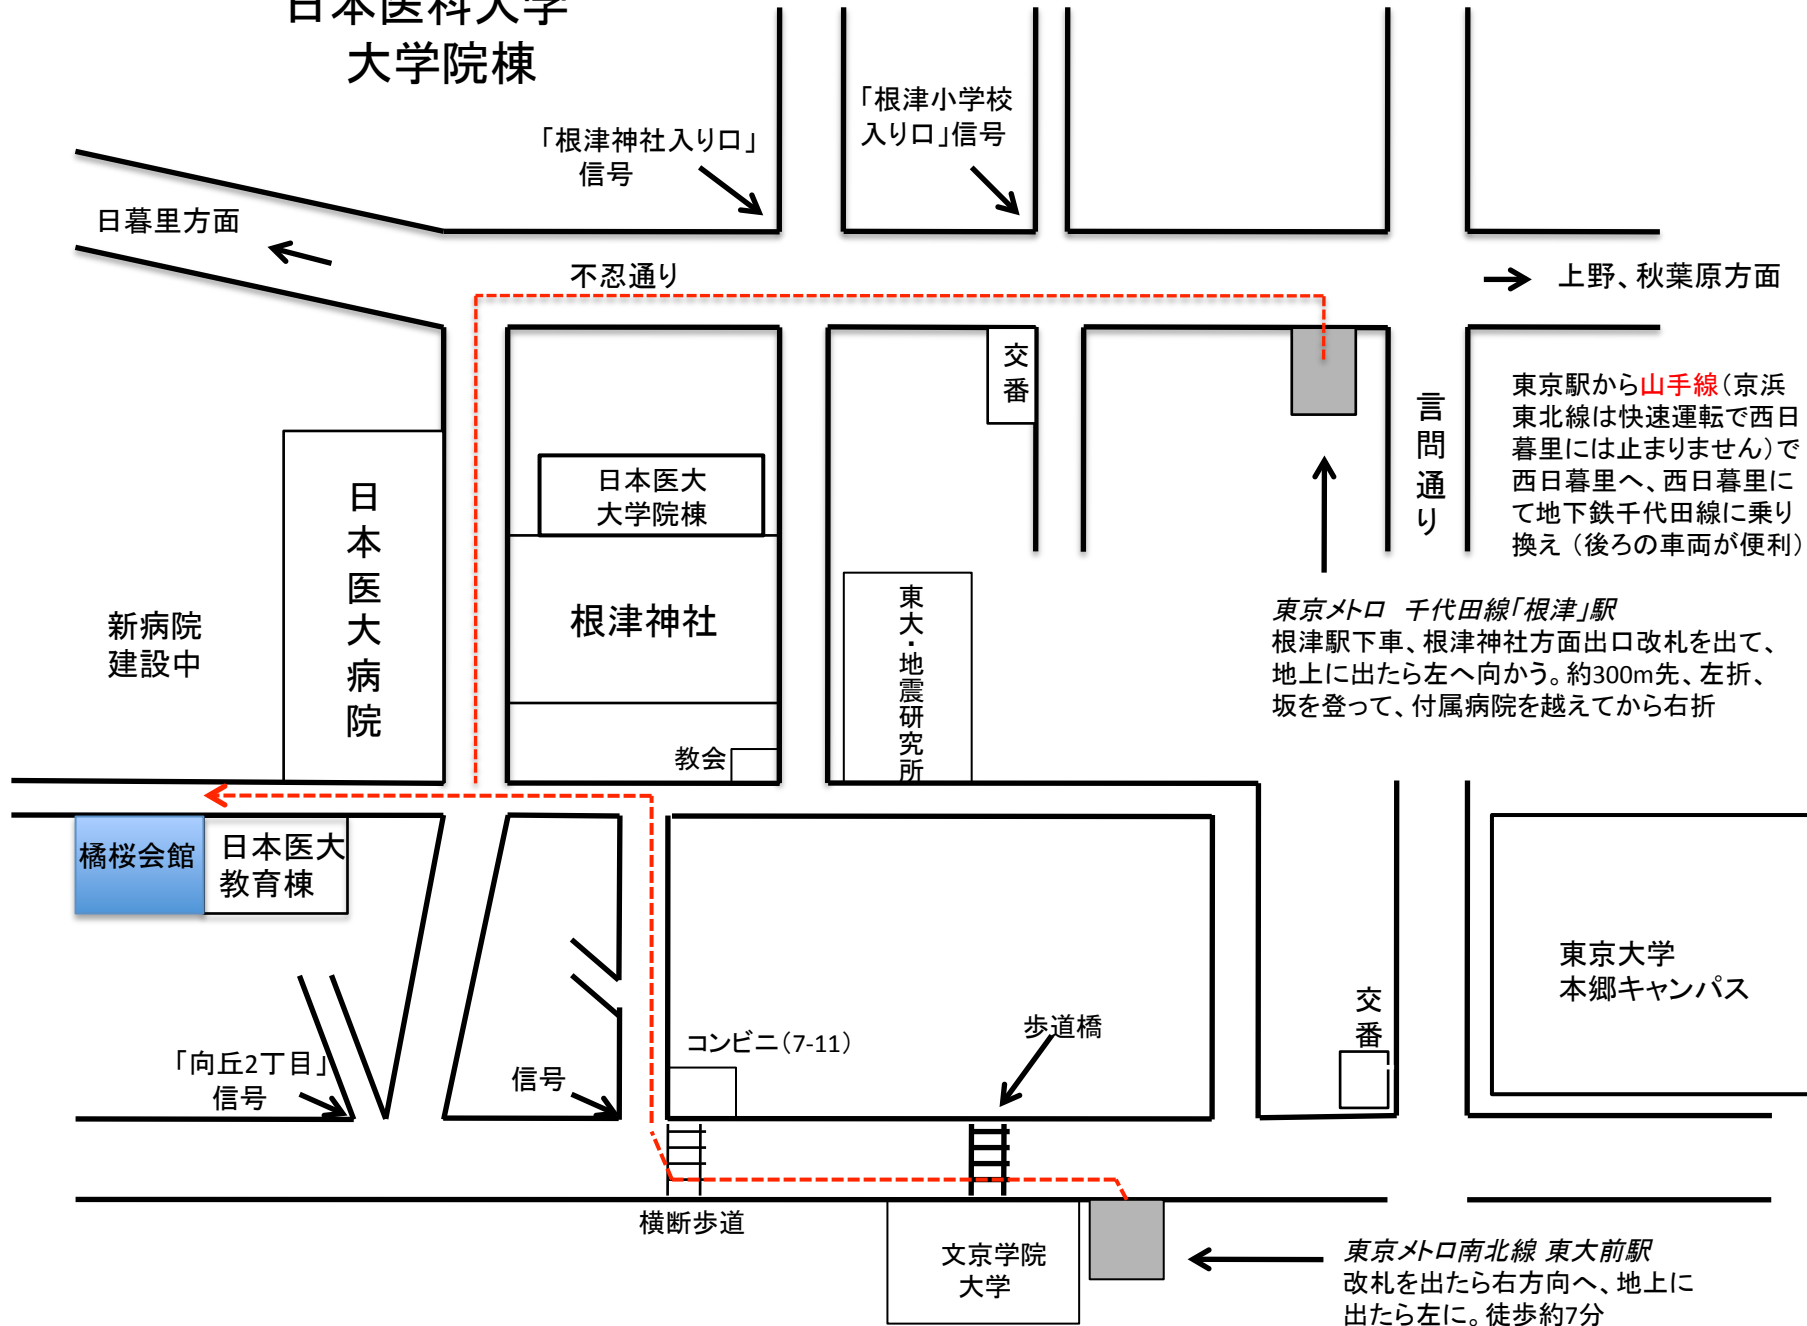 日本医科大学
大学院棟
「根津小学校
入り口」信号
「根津神社入り口」
信号
日暮里方面
不忍通り
上野、秋葉原方面
交番
言問通り
東京駅から山手線（京浜
東北線は快速運転で西日
暮里には止まりません）で
西日暮里へ、西日暮里に
て地下鉄千代田線に乗り
換え（後ろの車両が便利）
日本医大病院
日本医大
大学院棟
根津神社
東大・地震研究所
新病院
建設中
教会
東京メトロ 千代田線「根津」駅
根津駅下車、根津神社方面出口改札を出て、
地上に出たら左へ向かう。約300m先、左折、
坂を登って、付属病院を越えてから右折
橘桜会館
日本医大
教育棟
東京大学
本郷キャンパス
交番
歩道橋
コンビニ（7-11）
「向丘2丁目」
信号
信号
横断歩道
文京学院
大学
東京メトロ南北線 東大前駅
改札を出たら右方向へ、地上に
出たら左に。徒歩約7分